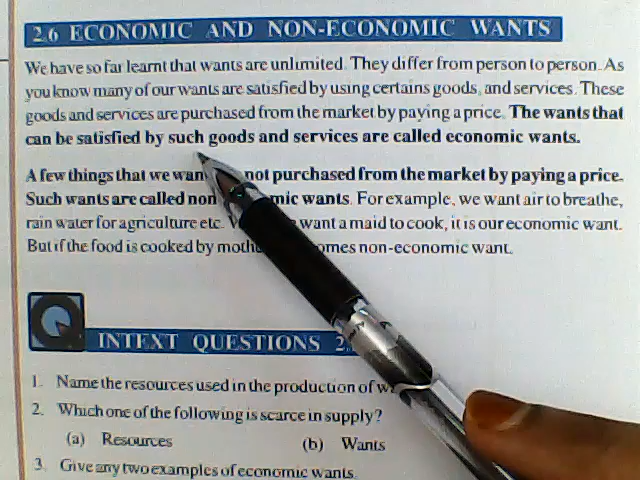 2.6 ECONOMIC AND NON-ECONOMIC WANTS
We have so far learnt that wants are unlimited. They differ from person to person. As
you know many of our wants are satisfied by using certains goods, and services. These
goods and services are purchased from the market by paying a price. The wants that
can be satisfied by such goods and services are called economic wants.
A few things that we wan not purchased from the market by paying a price.
Such wants are called non mic wants. For example, we want air to breathe,
rain water for agriculture etc. want a maid to cook, it is our economic want.
But if the food is cooked by moth omes non-economic want.
INTEXT QUESTIONS 2.
1. Name the resources used in the production of w
2. Which one of the following is scarce in supply?
(a) Resources (b) Wants
3. Give any two examples of economic wants.